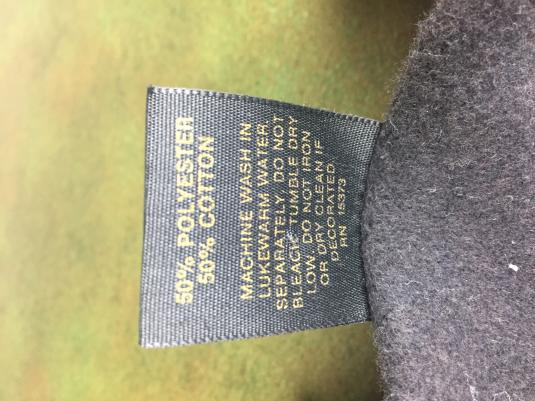 50% POLYESTER
50% COTTON
MACHINE WASH IN
LUKEWARM WATER
SEPARATELY. DO NOT
BLEACH. TUMBLE DRY
LOW. DO NOT IRON
OR DRY CLEAN IF
DECORATED.
RN 15373